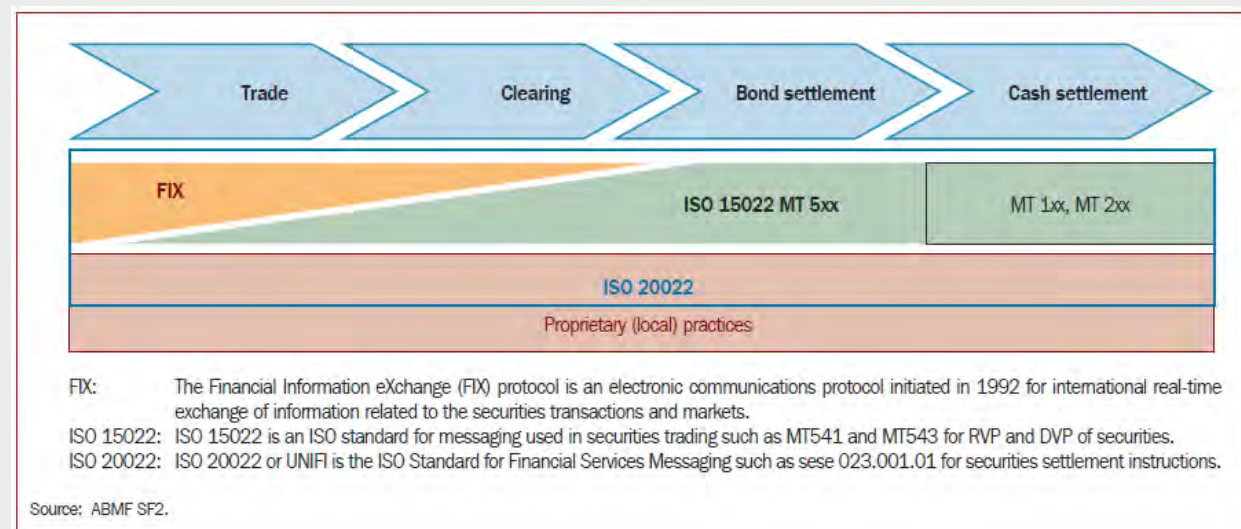 Trade
Clearing
Bond settlement
Cash settlement
FIX
ISO 15022 MT 5xx
MT 1xx, MT 2xx
ISO 20022
Proprietary (local) practices
FIX: The Financial Information eXchange (FIX) protocol is an electronic communications protocol initiated in 1992 for international real-time
exchange of information related to the securities transactions and markets.
ISO 15022: ISO 15022 is an ISO standard for messaging used in securities trading such as MT541 and MT543 for RVP and DVP of securities.
ISO 20022: ISO 20022 or UNIFI is the ISO Standard for Financial Services Messaging such as sese 023.001.01 for securities settlement instructions.
Source: ABMF SF2.